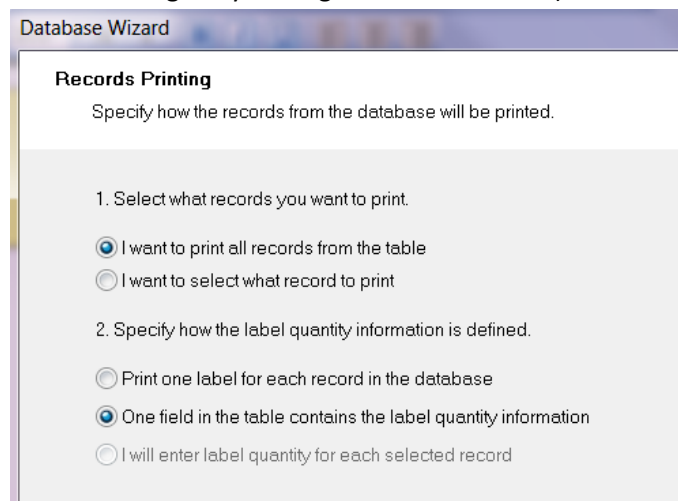 Database Wizard
Records Printing
Specify how the records from the database will be printed.
1. Select what records you want to print.
I want to print all records from the table
I want to select what record to print
2. Specify how the label quantity information is defined.
Print one label for each record in the database
One field in the table contains the label quantity information
I will enter label quantity for each selected record